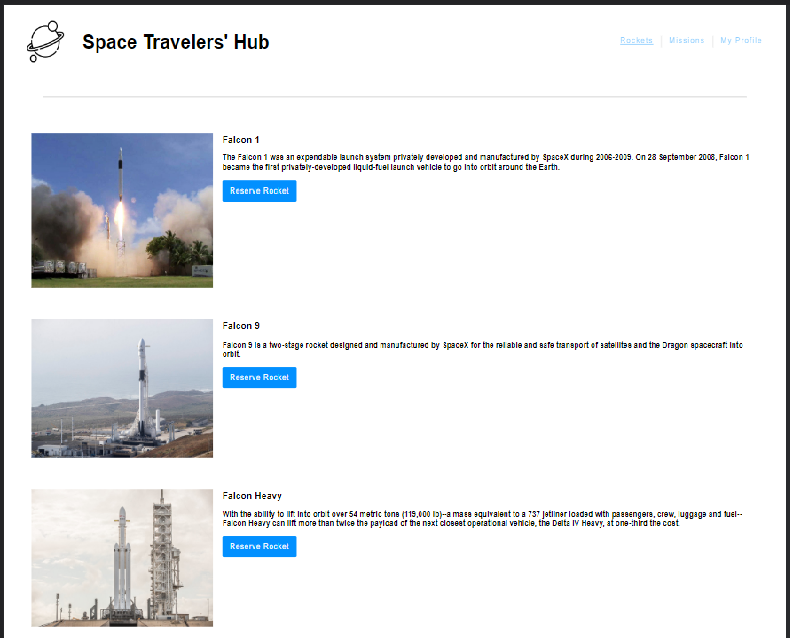 Space Travelers' Hub
Rockets | Missions | My Profile
Falcon 1
The Falcon 1 was an expendable launch system privately developed and manufactured by SpaceX during 2006-2009. On 28 September 2008, Falcon 1
became the first privately-developed liquid-fuel launch vehicle to go into orbit around the Earth.
Reserve Rocket
Falcon 9
Falcon 9 is a two-stage rocket designed and manufactured by SpaceX for the reliable and safe transport of satellites and the Dragon spacecraft into
orbit.
Reserve Rocket
Falcon Heavy
With the ability to lift into orbit over 54 metric tons (119,000 lb)--a mass equivalent to a 737 jetliner loaded with passengers, crew, luggage and fuel--
Falcon Heavy can lift more than twice the payload of the next closest operational vehicle, the Delta IV Heavy, at one-third the cost.
Reserve Rocket